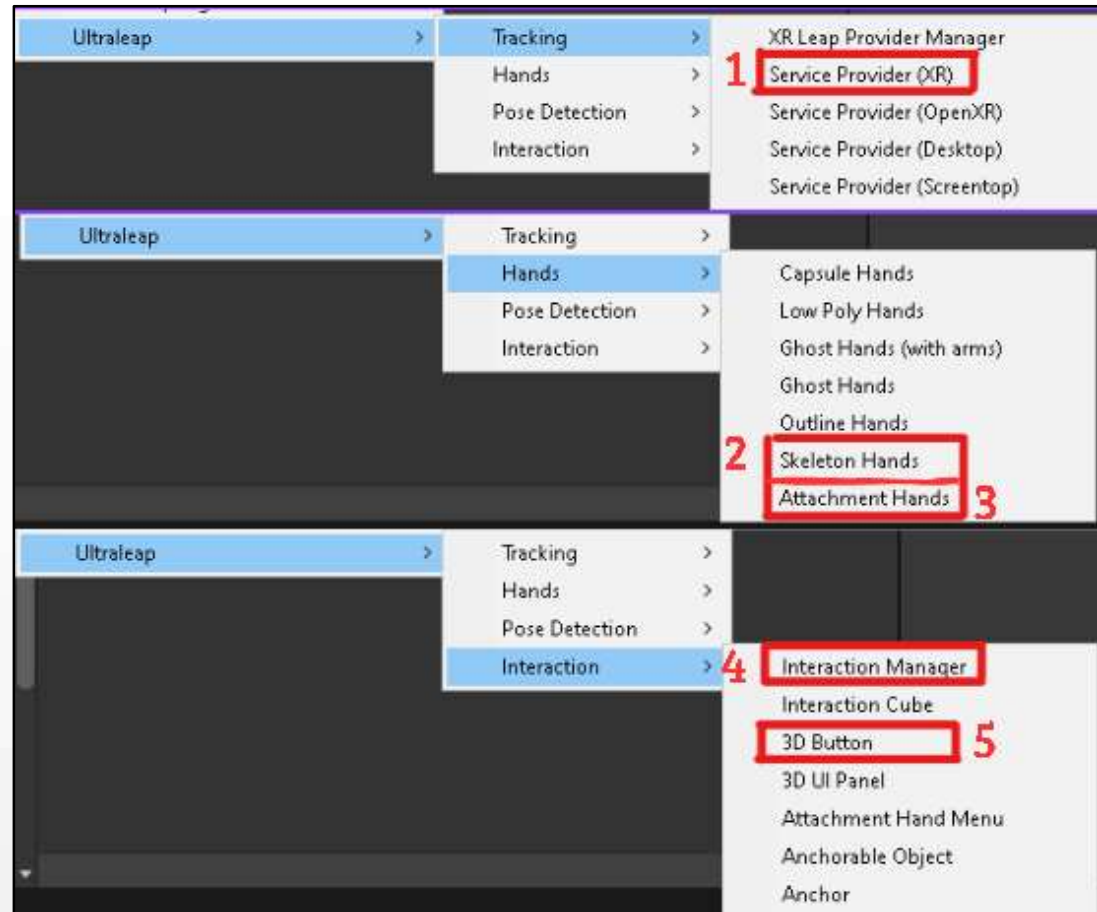 Ultraleap > Tracking > XR Leap Provider Manager
Hands > 1 Service Provider (XR)
Pose Detection > Service Provider (OpenXR)
Interaction > Service Provider (Desktop)
Service Provider (Screentop)
Ultraleap > Tracking >
Hands > Capsule Hands
Pose Detection > Low Poly Hands
Interaction > Ghost Hands (with arms)
Ghost Hands
Outline Hands
2 Skeleton Hands
Attachment Hands 3
Ultraleap > Tracking >
Hands >
Pose Detection >
Interaction > 4 Interaction Manager
Interaction Cube
3D Button 5
3D UI Panel
Attachment Hand Menu
Anchorable Object
Anchor